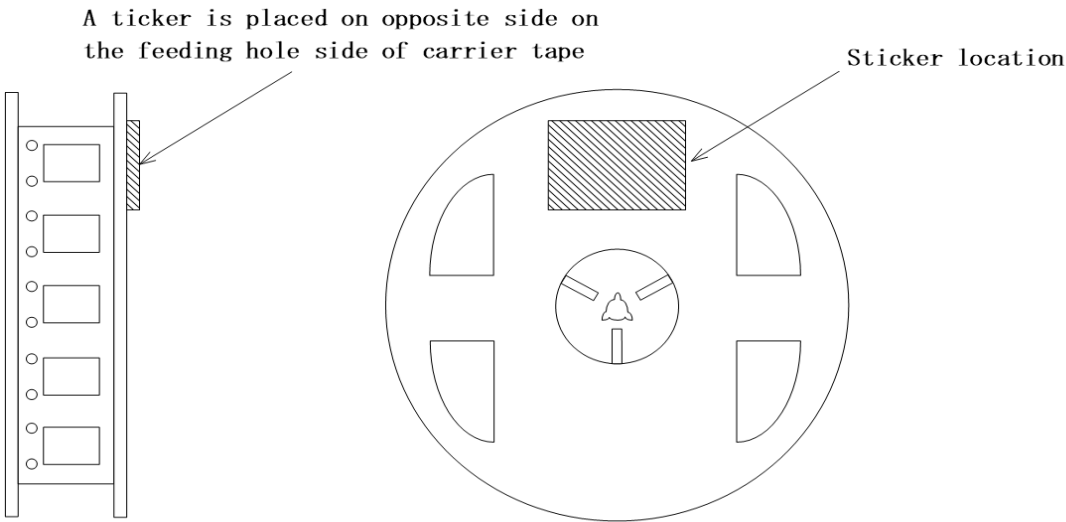 A ticker is placed on opposite side on
the feeding hole side of carrier tape
Sticker location